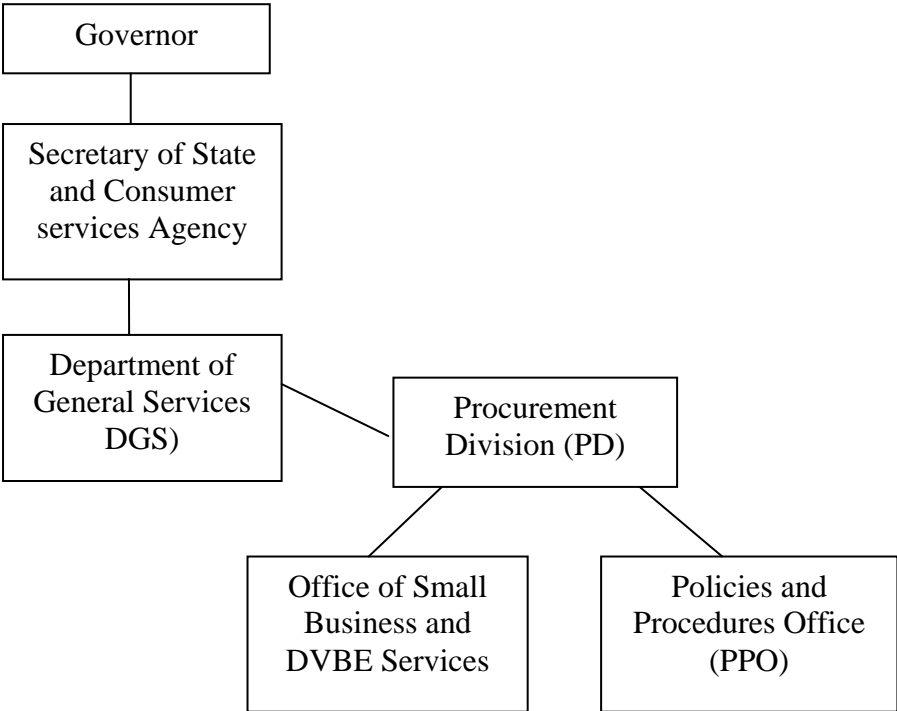 Governor
Secretary of State
and Consumer
services Agency
Department of
General Services
DGS)
Procurement
Division (PD)
Office of Small
Business and
DVBE Services
Policies and
Procedures Office
(PPO)